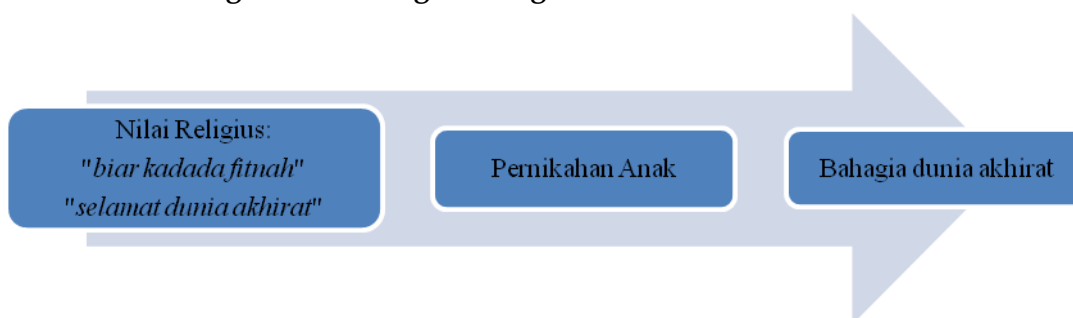 Nilai Religius:
"biar kadada fitnah"
"selamat dunia akhirat"
Pernikahan Anak
Bahagia dunia akhirat